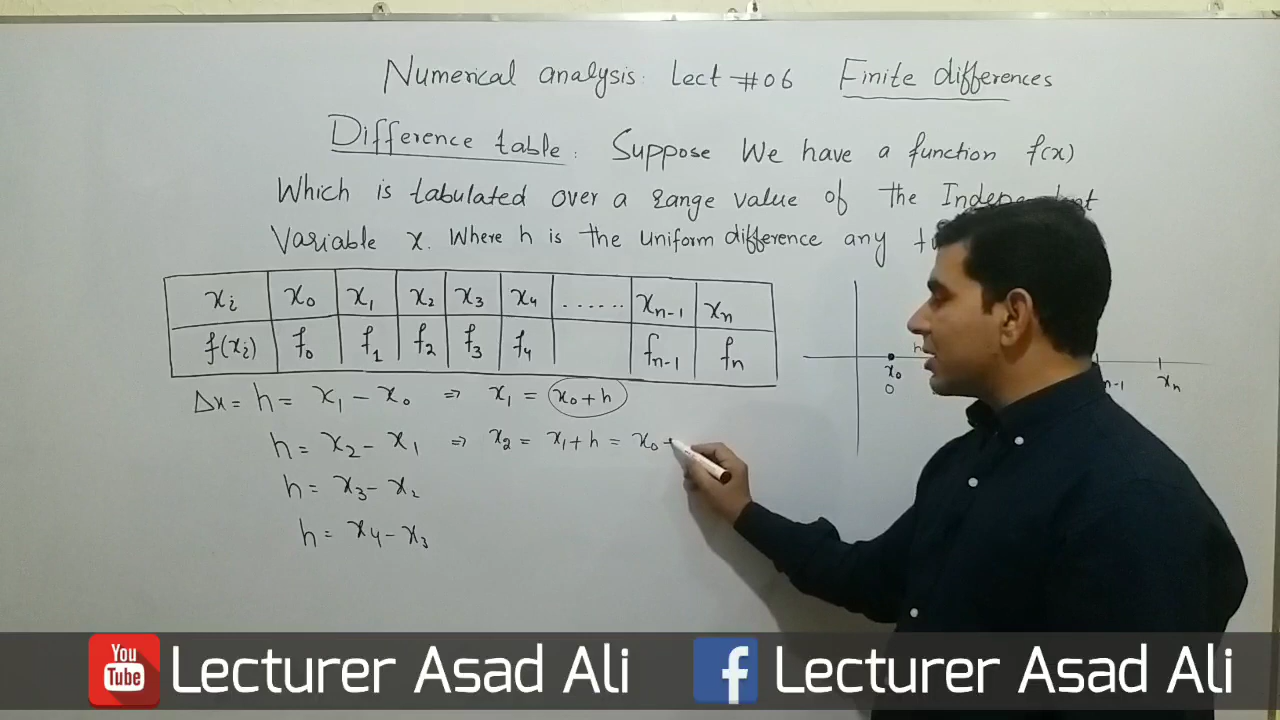 Numerical analysis: Lect #06 Finite differences
Difference table: Suppose We have a function f(x)
Which is tabulated over a range value of the
Variable x. Where h is the uniform difference any
xᵢ x₀ x₁ x₂ x₃ x₄ ...... xₙ₋₁ xₙ
f(xᵢ) f₀ f₁ f₂ f₃ f₄ fₙ₋₁ fₙ
Δx = h = x₁ - x₀ ⇒ x₁ = x₀ + h
h = x₂ - x₁ ⇒ x₂ = x₁ + h = x₀ +
h = x₃ - x₂
h = x₄ - x₃
x₀
0
xₙ
You Tube Lecturer Asad Ali
f Lecturer Asad Ali